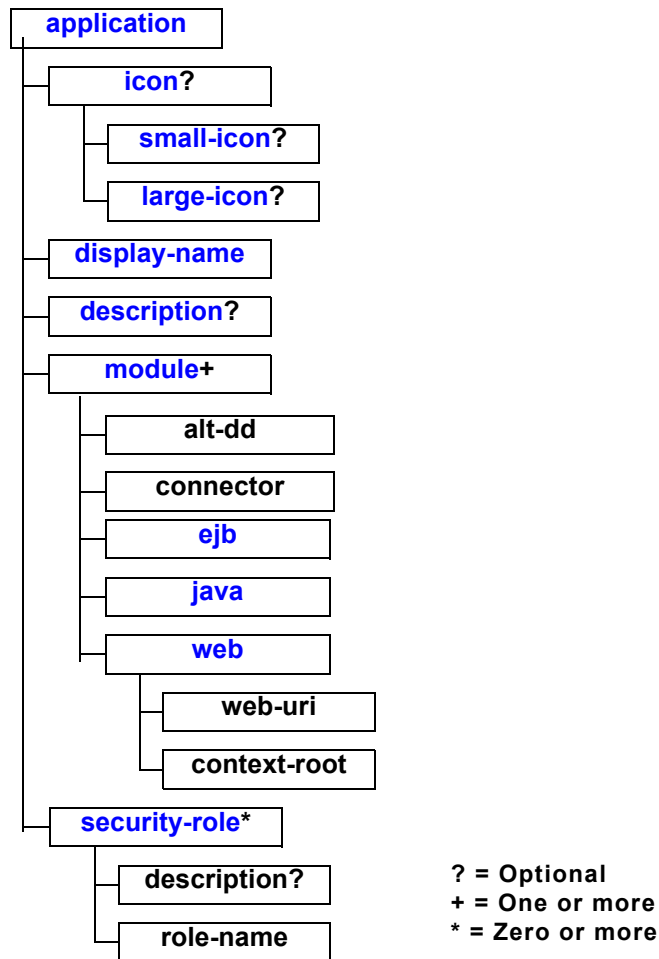 application
icon?
small-icon?
large-icon?
display-name
description?
module+
alt-dd
connector
ejb
java
web
web-uri
context-root
security-role*
description?
role-name
? = Optional
+ = One or more
* = Zero or more